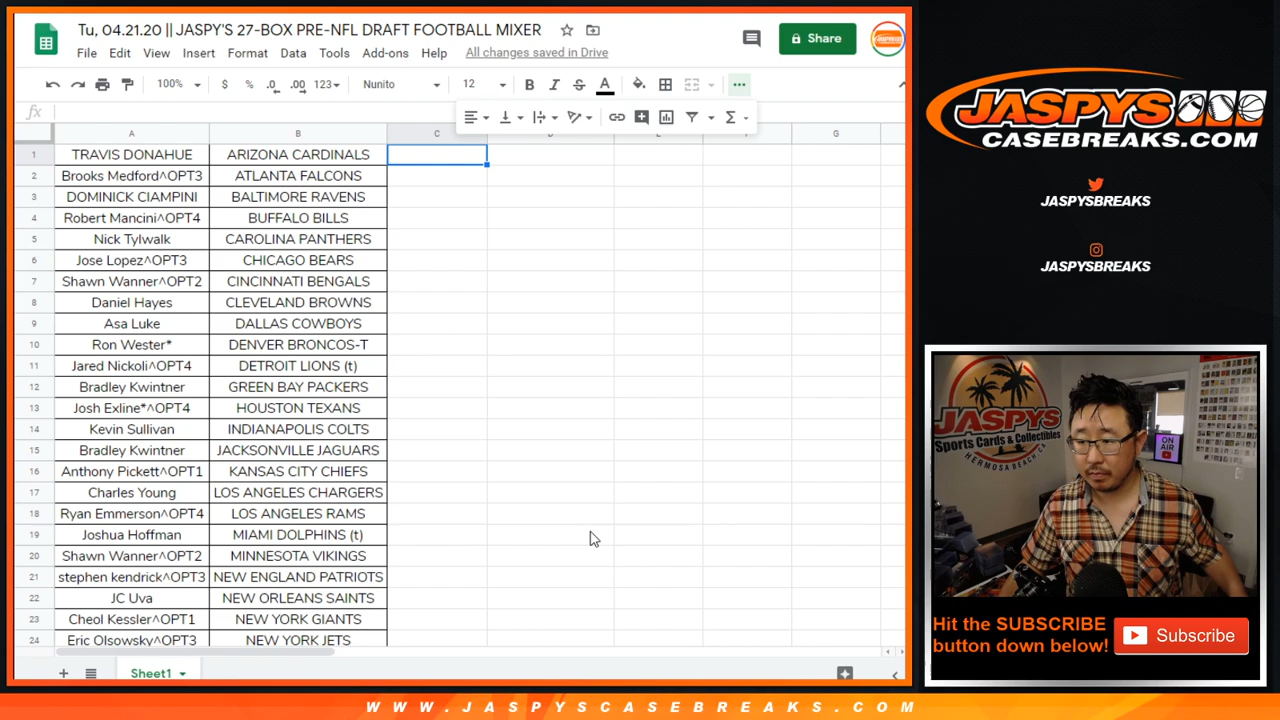 Tu, 04.21.20 || JASPY'S 27-BOX PRE-NFL DRAFT FOOTBALL MIXER
Share
File Edit View Insert Format Data Tools Add-ons Help All changes saved in Drive
100% $ % .0 .00 123 Nunito 12 B I S A
fx
A B C G
1 TRAVIS DONAHUE ARIZONA CARDINALS
2 Brooks Medford^OPT3 ATLANTA FALCONS
3 DOMINICK CIAMPINI BALTIMORE RAVENS
4 Robert Mancini^OPT4 BUFFALO BILLS
5 Nick Tylwalk CAROLINA PANTHERS
6 Jose Lopez^OPT3 CHICAGO BEARS
7 Shawn Wanner^OPT2 CINCINNATI BENGALS
8 Daniel Hayes CLEVELAND BROWNS
9 Asa Luke DALLAS COWBOYS
10 Ron Wester* DENVER BRONCOS-T
11 Jared Nickoli^OPT4 DETROIT LIONS (t)
12 Bradley Kwintner GREEN BAY PACKERS
13 Josh Exline*^OPT4 HOUSTON TEXANS
14 Kevin Sullivan INDIANAPOLIS COLTS
15 Bradley Kwintner JACKSONVILLE JAGUARS
16 Anthony Pickett^OPT1 KANSAS CITY CHIEFS
17 Charles Young LOS ANGELES CHARGERS
18 Ryan Emmerson^OPT4 LOS ANGELES RAMS
19 Joshua Hoffman MIAMI DOLPHINS (t)
20 Shawn Wanner^OPT2 MINNESOTA VIKINGS
21 stephen kendrick^OPT3 NEW ENGLAND PATRIOTS
22 JC Uva NEW ORLEANS SAINTS
23 Cheol Kessler^OPT1 NEW YORK GIANTS
24 Eric Olsowsky^OPT3 NEW YORK JETS
Sheet1
JASPYS
CASEBREAKS.COM
JASPYSBREAKS
JASPYSBREAKS
JASPYS
Sports Cards & Collectibles
HERMOSA BEACH, CA
ON AIR
Hit the SUBSCRIBE
button down below!
Subscribe
WWW.JASPYSCASEBREAKS.COM